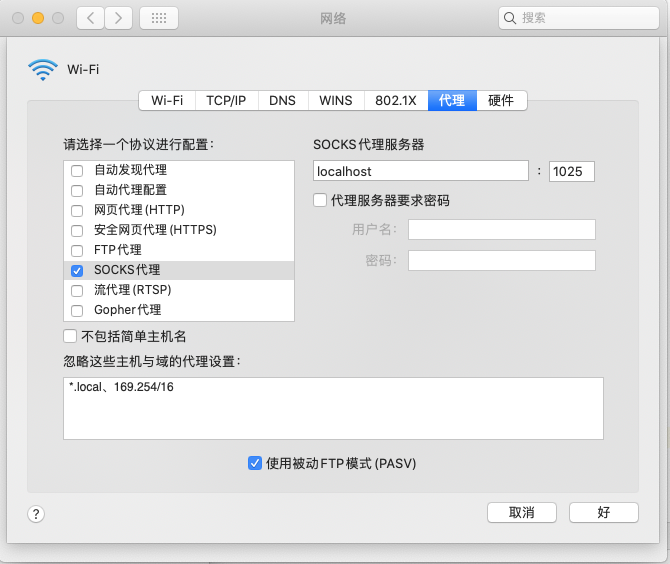 网络
搜索
Wi-Fi
Wi-Fi TCP/IP DNS WINS 802.1X 代理 硬件
请选择一个协议进行配置：
自动发现代理
自动代理配置
网页代理(HTTP)
安全网页代理(HTTPS)
FTP代理
SOCKS代理
流代理(RTSP)
Gopher代理
SOCKS代理服务器
localhost : 1025
代理服务器要求密码
用户名：
密码：
不包括简单主机名
忽略这些主机与域的代理设置：
*.local、169.254/16
使用被动FTP模式(PASV)
? 取消 好